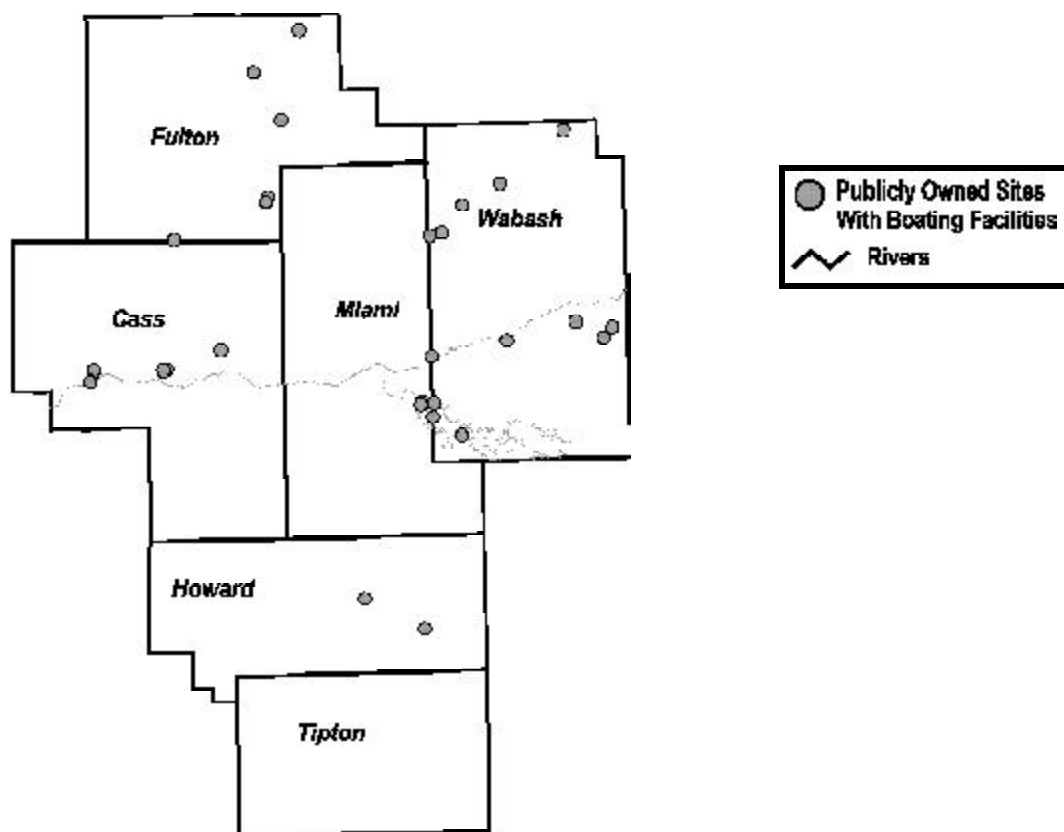 Fulton
Wabash
Miami
Cass
Howard
Tipton
Publicly Owned Sites
With Boating Facilities
Rivers